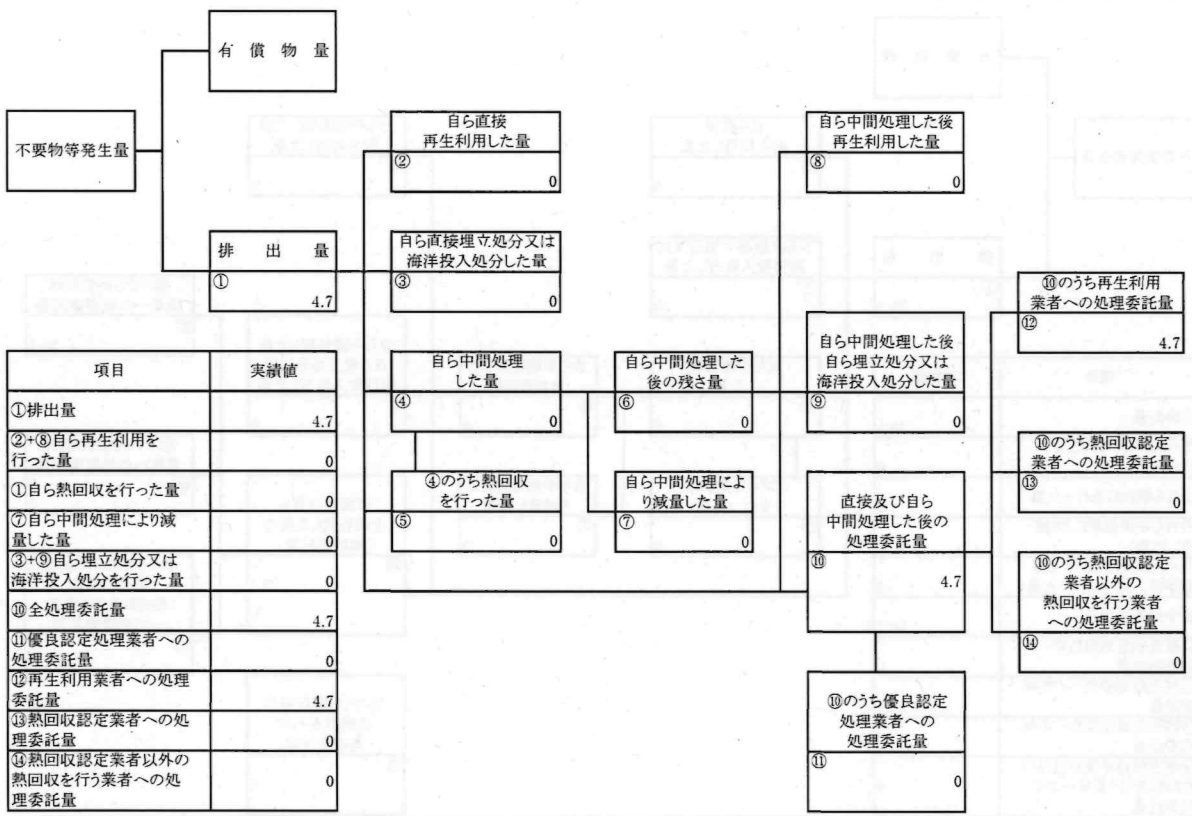 有償物量
不要物等発生量
排出量
①
4.7
自ら直接
再生利用した量
②
0
自ら直接埋立処分又は
海洋投入処分した量
③
0
自ら中間処理
した量
④
0
④のうち熱回収
を行った量
⑤
0
自ら中間処理した
後の残さ量
⑥
0
自ら中間処理によ
り減量した量
⑦
0
自ら中間処理した後
再生利用した量
⑧
0
自ら中間処理した後
自ら埋立処分又は
海洋投入処分した量
⑨
0
直接及び自ら
中間処理した後の
処理委託量
⑩
4.7
⑩のうち優良認定
処理業者への
処理委託量
⑪
0
⑩のうち再生利用
業者への処理委託量
⑫
4.7
⑩のうち熱回収認定
業者への処理委託量
⑬
0
⑩のうち熱回収認定
業者以外の
熱回収を行う業者
への処理委託量
⑭
0
項目 実績値
①排出量 4.7
②+⑧自ら再生利用を
行った量 0
①自ら熱回収を行った量 0
⑦自ら中間処理により減
量した量 0
③+⑨自ら埋立処分又は
海洋投入処分を行った量 0
⑩全処理委託量 4.7
⑪優良認定処理業者への
処理委託量 0
⑫再生利用業者への処理
委託量 4.7
⑬熱回収認定業者への処
理委託量 0
⑭熱回収認定業者以外の
熱回収を行う業者への処
理委託量 0